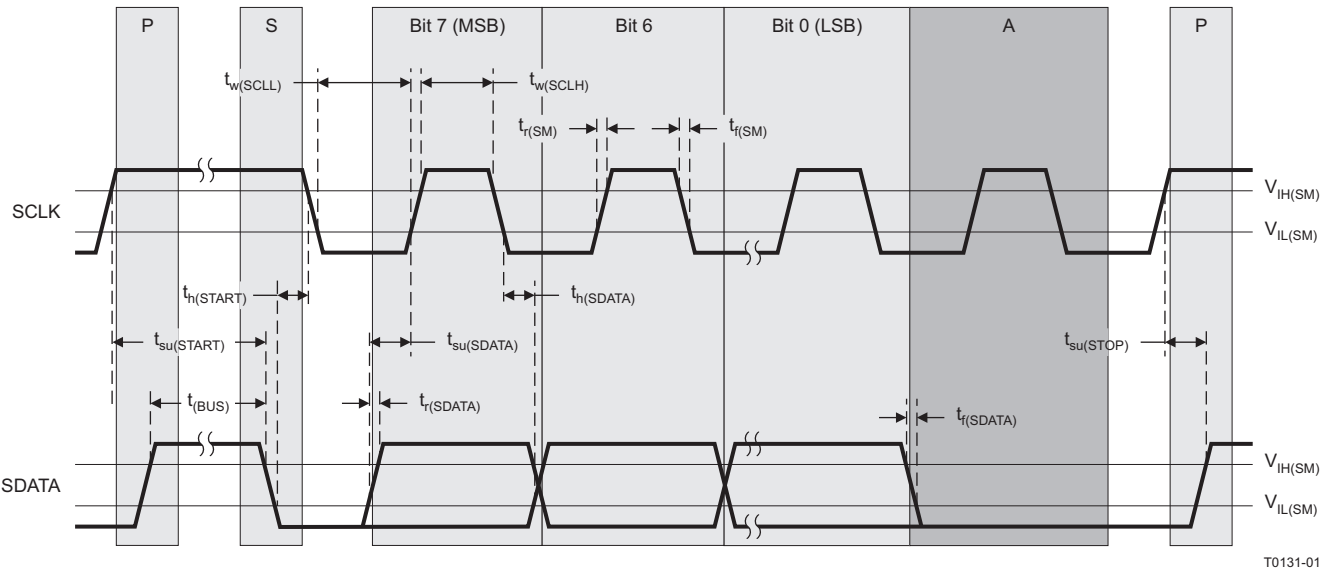 P S Bit 7 (MSB) Bit 6 Bit 0 (LSB) A P
tw(SCLL) tw(SCLH)
tr(SM) tf(SM)
SCLK
VIH(SM)
VIL(SM)
th(START) th(SDATA)
tsu(START) tsu(SDATA) tsu(STOP)
t(BUS) tr(SDATA) tf(SDATA)
SDATA
VIH(SM)
VIL(SM)
T0131-01